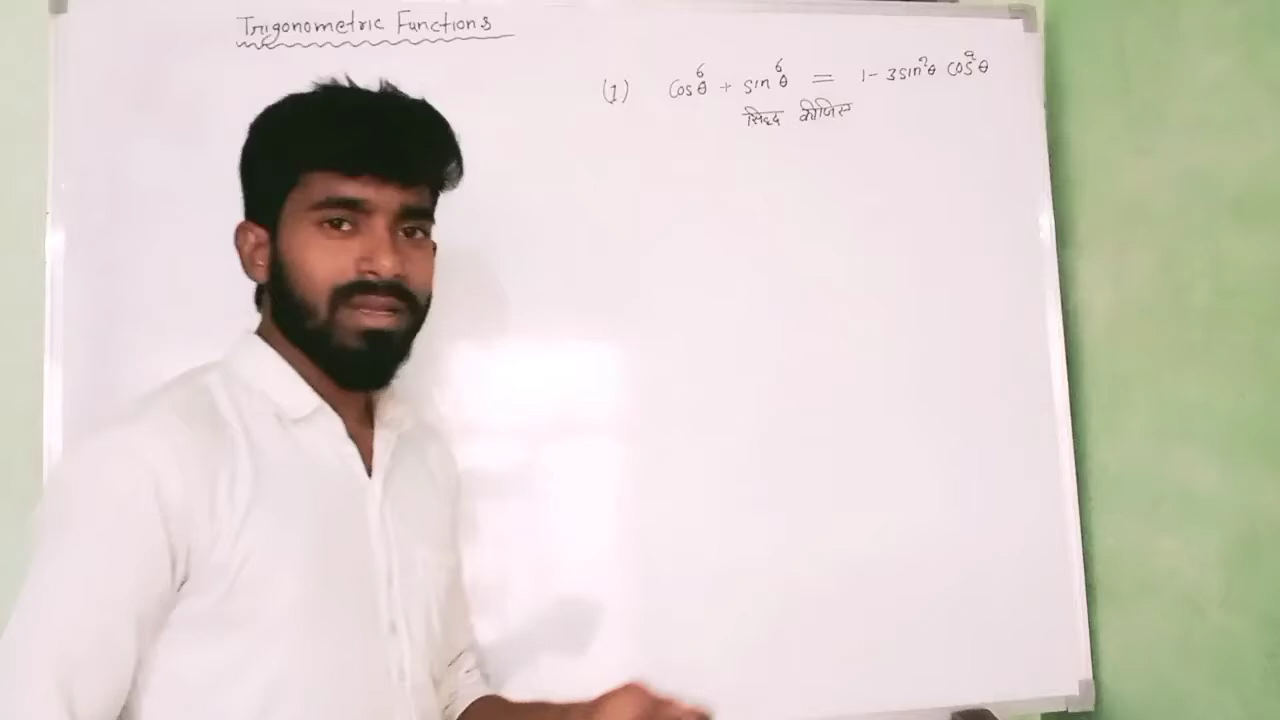 Trigonometric Functions
(1) cos⁶θ + sin⁶θ = 1 - 3sin²θ cos²θ
सिद्ध कीजिए